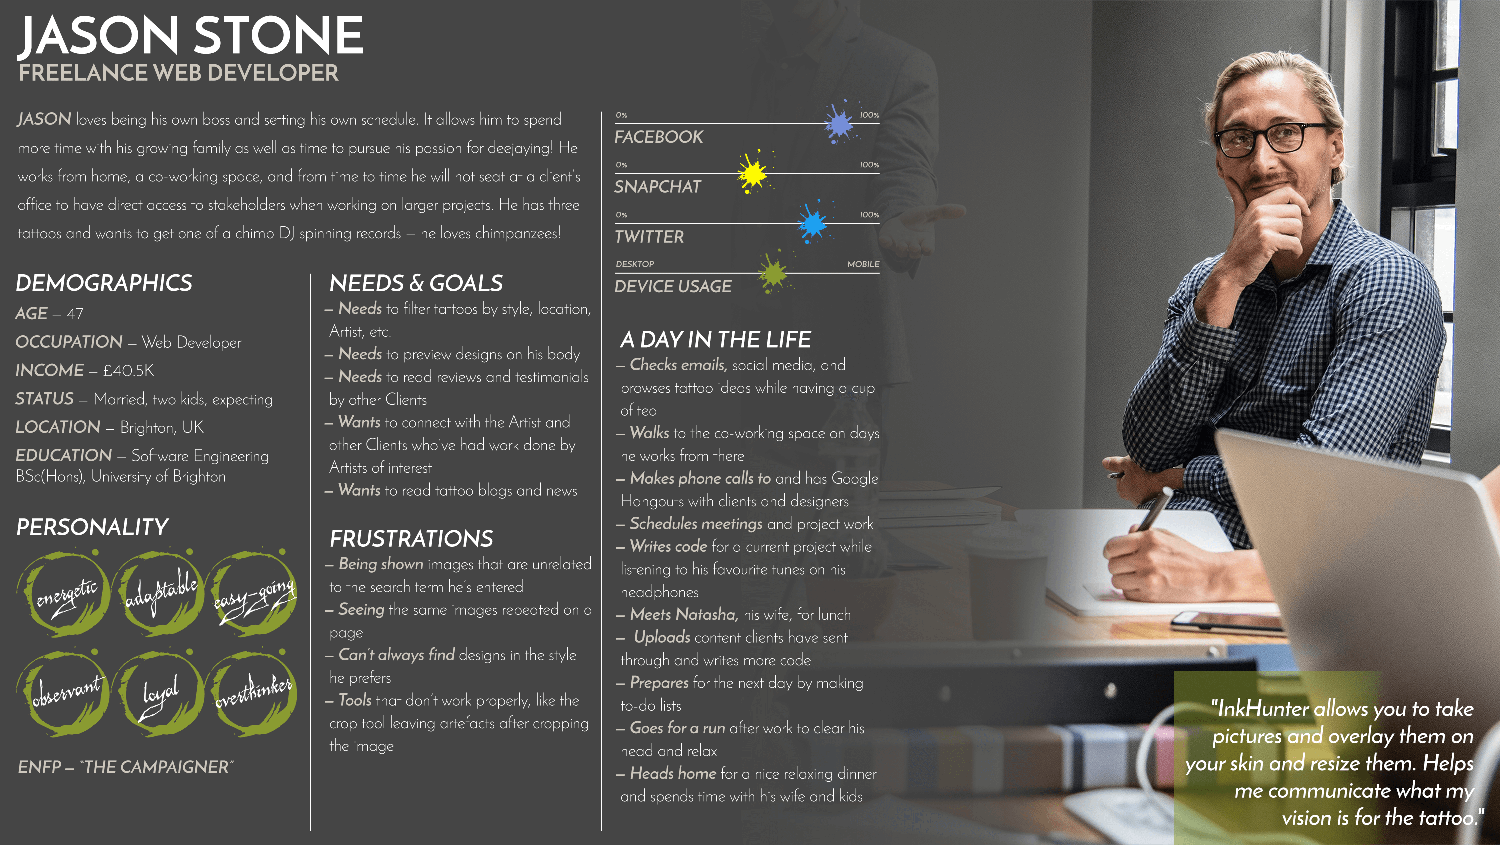 JASON STONE
FREELANCE WEB DEVELOPER
JASON loves being his own boss and setting his own schedule. It allows him to spend
more time with his growing family as well as time to pursue his passion for deejaying! He
works from home, a co-working space, and from time to time he will hot seat at a client's
office to have direct access to stakeholders when working on larger projects. He has three
tattoos and wants to get one of a chimp DJ spinning records – he loves chimpanzees!
DEMOGRAPHICS
AGE – 47
OCCUPATION – Web Developer
INCOME – £40.5K
STATUS – Married, two kids, expecting
LOCATION – Brighton, UK
EDUCATION – Software Engineering
BSc(Hons), University of Brighton
PERSONALITY
energetic adaptable easy-going
observant loyal overthinker
ENFP – "THE CAMPAIGNER"
NEEDS & GOALS
– Needs to filter tattoos by style, location,
Artist, etc.
– Needs to preview designs on his body
– Needs to read reviews and testimonials
by other Clients
– Wants to connect with the Artist and
other Clients who've had work done by
Artists of interest
– Wants to read tattoo blogs and news
FRUSTRATIONS
– Being shown images that are unrelated
to the search term he's entered
– Seeing the same images repeated on a
page
– Can't always find designs in the style
he prefers
– Tools that don't work properly, like the
crop tool leaving artefacts after cropping
the image
0% 100%
FACEBOOK
0% 100%
SNAPCHAT
0% 100%
TWITTER
DESKTOP MOBILE
DEVICE USAGE
A DAY IN THE LIFE
– Checks emails, social media, and
browses tattoo ideas while having a cup
of tea
– Walks to the co-working space on days
he works from there
– Makes phone calls to and has Google
Hangouts with clients and designers
– Schedules meetings and project work
– Writes code for a current project while
listening to his favourite tunes on his
headphones
– Meets Natasha, his wife, for lunch
– Uploads content clients have sent
through and writes more code
– Prepares for the next day by making
to-do lists
– Goes for a run after work to clear his
head and relax
– Heads home for a nice relaxing dinner
and spends time with his wife and kids
"InkHunter allows you to take
pictures and overlay them on
your skin and resize them. Helps
me communicate what my
vision is for the tattoo."